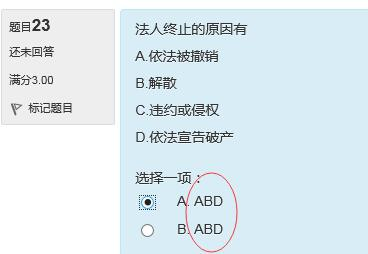 题目23
还未回答
满分3.00
标记题目
法人终止的原因有
A.依法被撤销
B.解散
C.违约或侵权
D.依法宣告破产
选择一项：
A. ABD
B. ABD